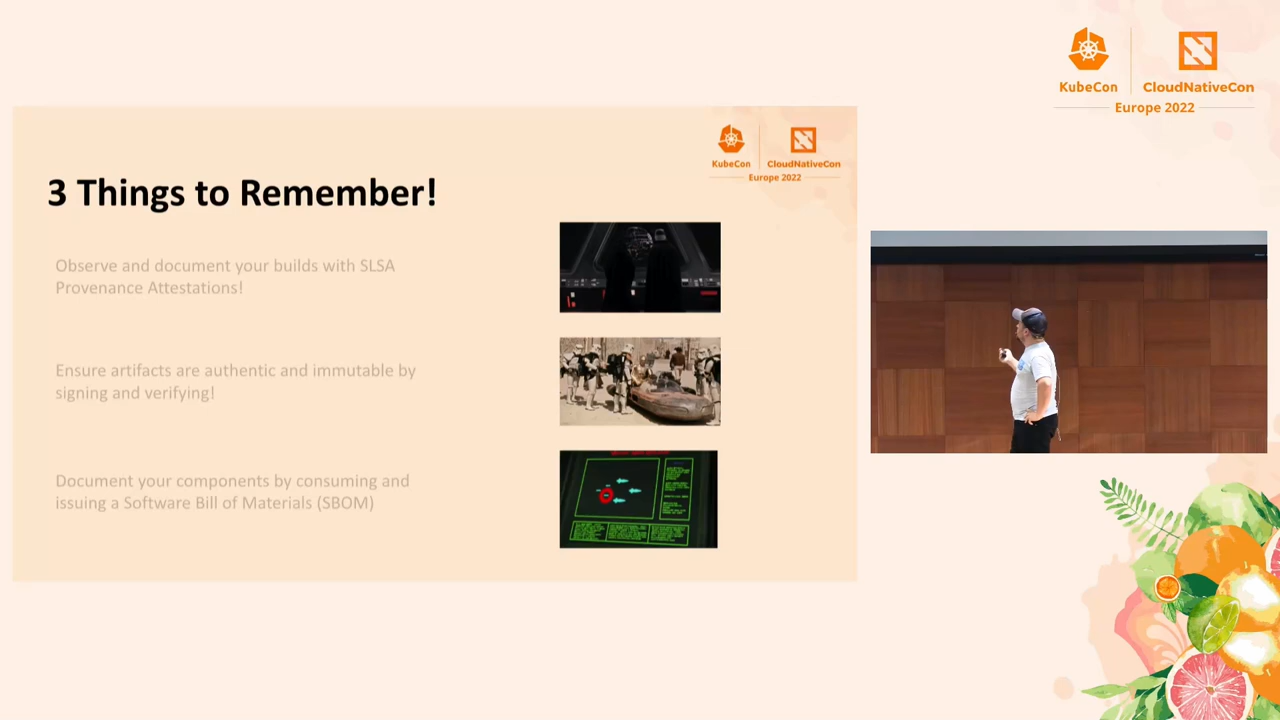 KubeCon
CloudNativeCon
Europe 2022
KubeCon
CloudNativeCon
Europe 2022
3 Things to Remember!
Observe and document your builds with SLSA
Provenance Attestations!
Ensure artifacts are authentic and immutable by
signing and verifying!
Document your components by consuming and
issuing a Software Bill of Materials (SBOM)